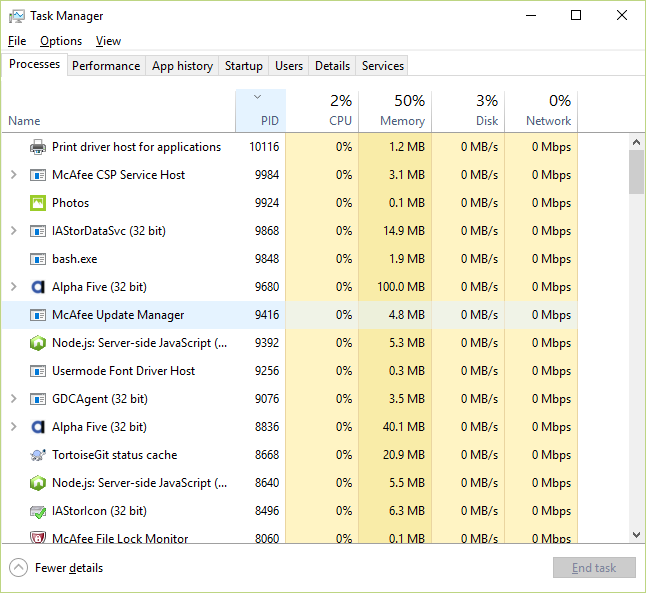 Task Manager
File Options View
Processes Performance App history Startup Users Details Services
2% 50% 3% 0%
Name PID CPU Memory Disk Network
Print driver host for applications 10116 0% 1.2 MB 0 MB/s 0 Mbps
McAfee CSP Service Host 9984 0% 3.1 MB 0 MB/s 0 Mbps
Photos 9924 0% 0.1 MB 0 MB/s 0 Mbps
IAStorDataSvc (32 bit) 9868 0% 14.9 MB 0 MB/s 0 Mbps
bash.exe 9848 0% 1.9 MB 0 MB/s 0 Mbps
Alpha Five (32 bit) 9680 0% 100.0 MB 0 MB/s 0 Mbps
McAfee Update Manager 9416 0% 4.8 MB 0 MB/s 0 Mbps
Node.js: Server-side JavaScript (... 9392 0% 5.3 MB 0 MB/s 0 Mbps
Usermode Font Driver Host 9256 0% 0.3 MB 0 MB/s 0 Mbps
GDCAgent (32 bit) 9076 0% 3.5 MB 0 MB/s 0 Mbps
Alpha Five (32 bit) 8836 0% 40.1 MB 0 MB/s 0 Mbps
TortoiseGit status cache 8668 0% 20.9 MB 0 MB/s 0 Mbps
Node.js: Server-side JavaScript (... 8640 0% 5.5 MB 0 MB/s 0 Mbps
IAStorIcon (32 bit) 8496 0% 6.3 MB 0 MB/s 0 Mbps
McAfee File Lock Monitor 8060 0% 0.1 MB 0 MB/s 0 Mbps
Fewer details End task